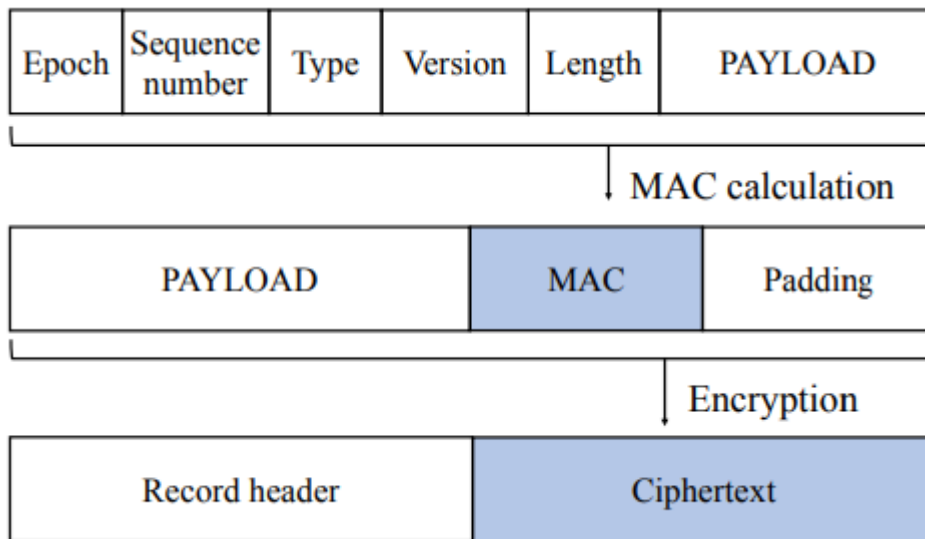 Epoch
Sequence
number
Type
Version
Length
PAYLOAD
MAC calculation
PAYLOAD
MAC
Padding
Encryption
Record header
Ciphertext